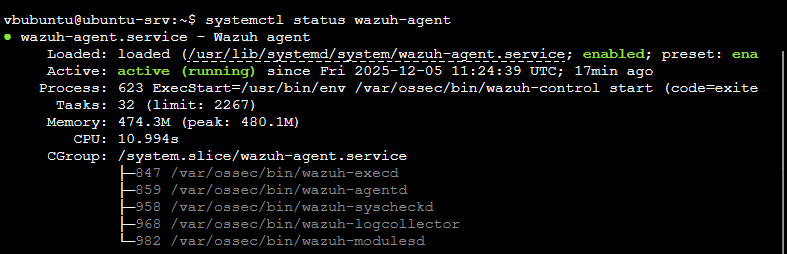 vbubuntu@ubuntu-srv:~$ systemctl status wazuh-agent
● wazuh-agent.service - Wazuh agent
     Loaded: loaded (/usr/lib/systemd/system/wazuh-agent.service; enabled; preset: ena
     Active: active (running) since Fri 2025-12-05 11:24:39 UTC; 17min ago
    Process: 623 ExecStart=/usr/bin/env /var/ossec/bin/wazuh-control start (code=exite
      Tasks: 32 (limit: 2267)
     Memory: 474.3M (peak: 480.1M)
        CPU: 10.994s
     CGroup: /system.slice/wazuh-agent.service
             ├─847 /var/ossec/bin/wazuh-execd
             ├─859 /var/ossec/bin/wazuh-agentd
             ├─958 /var/ossec/bin/wazuh-syscheckd
             ├─968 /var/ossec/bin/wazuh-logcollector
             └─982 /var/ossec/bin/wazuh-modulesd